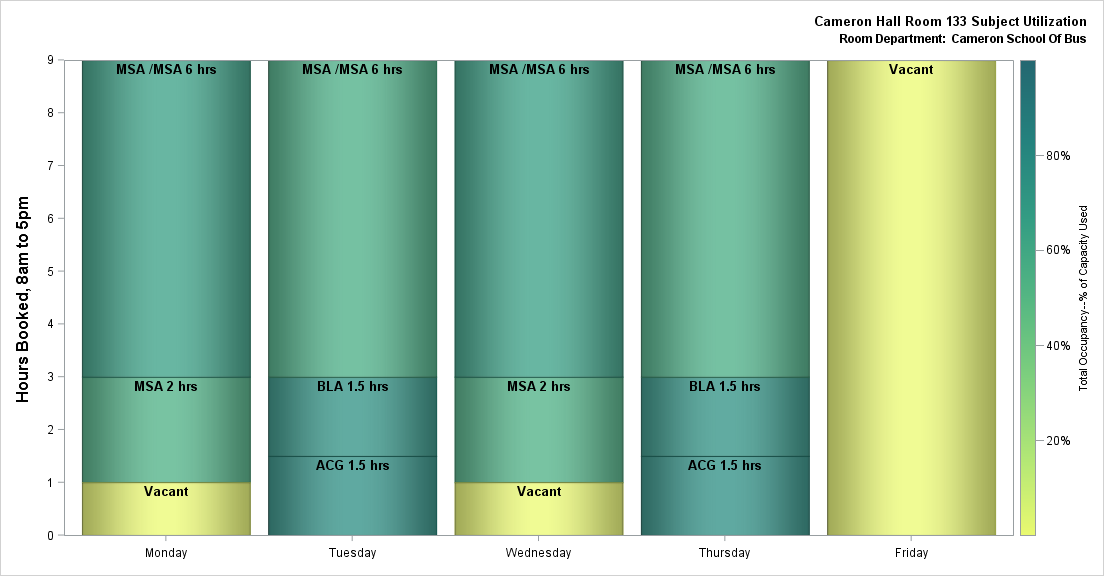 Cameron Hall Room 133 Subject Utilization
Room Department: Cameron School Of Bus
Hours Booked, 8am to 5pm
9
8
7
6
5
4
3
2
1
0
MSA /MSA 6 hrs
MSA 2 hrs
Vacant
Monday
MSA /MSA 6 hrs
BLA 1.5 hrs
ACG 1.5 hrs
Tuesday
MSA /MSA 6 hrs
MSA 2 hrs
Vacant
Wednesday
MSA /MSA 6 hrs
BLA 1.5 hrs
ACG 1.5 hrs
Thursday
Vacant
Friday
80%
60%
40%
20%
Total Occupancy--% of Capacity Used